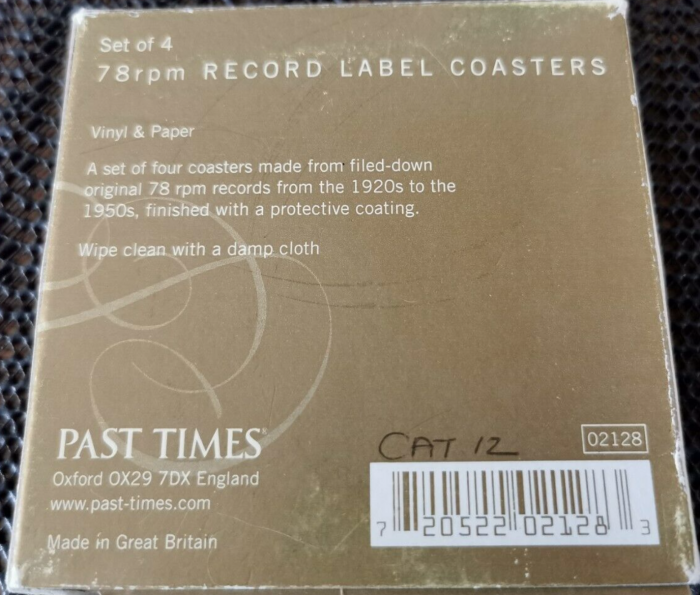 Set of 4
78rpm RECORD LABEL COASTERS
Vinyl & Paper
A set of four coasters made from filed-down
original 78 rpm records from the 1920s to the
1950s, finished with a protective coating.
Wipe clean with a damp cloth
PAST TIMES®
Oxford OX29 7DX England
www.past-times.com
Made in Great Britain
CAT 12
02128
7 20522 02128 3